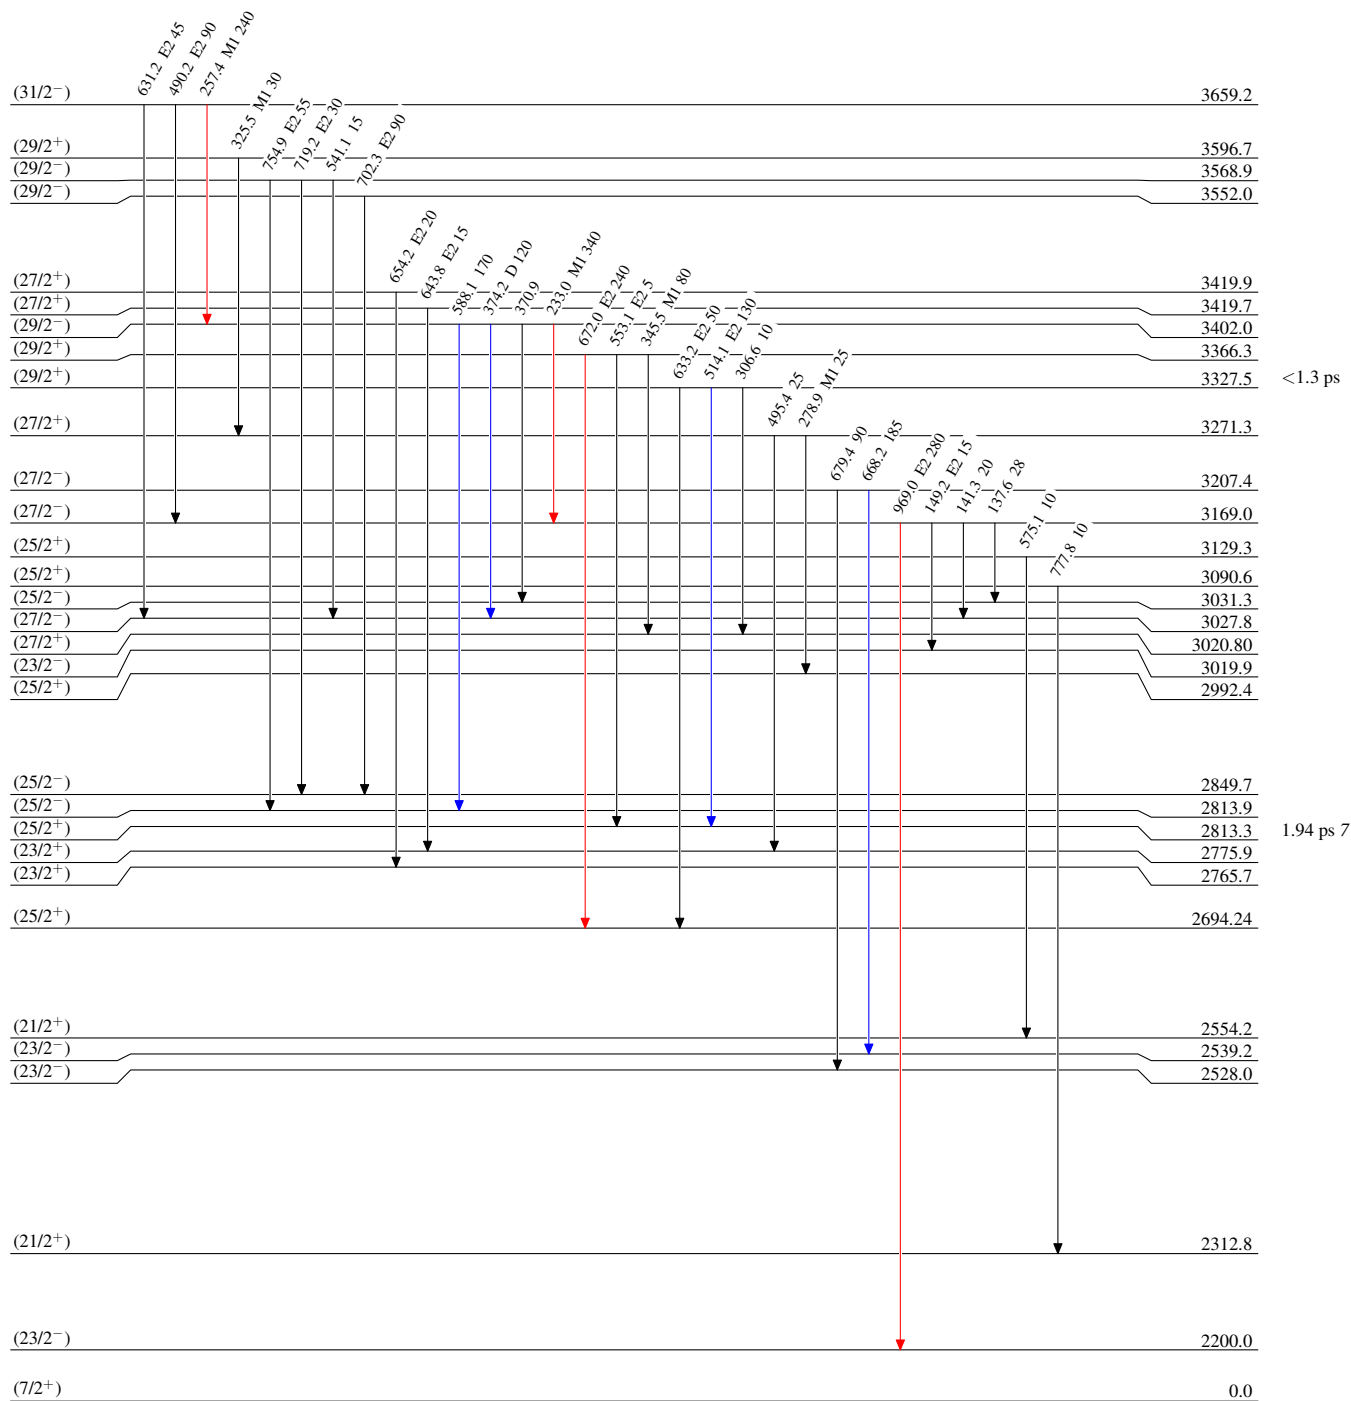 631.2 E2 45
490.2 E2 90
257.4 M1 240
325.5 M1 30
754.9 E2 55
719.2 E2 30
541.1 15
702.3 E2 90
654.2 E2 20
643.8 E2 15
588.1 170
374.2 D 120
370.9
233.0 M1 340
672.0 E2 240
553.1 E2 5
345.5 M1 80
633.2 E2 50
514.1 E2 130
306.6 10
495.4 25
278.9 M1 25
679.4 90
668.2 185
969.0 E2 280
149.2 E2 15
141.3 20
137.6 28
575.1 10
777.8 10
(31/2−) 3659.2
(29/2+) 3596.7
(29/2−) 3568.9
(29/2−) 3552.0
(27/2+) 3419.9
(27/2+) 3419.7
(29/2−) 3402.0
(29/2+) 3366.3
(29/2+) 3327.5 <1.3 ps
(27/2+) 3271.3
(27/2−) 3207.4
(27/2−) 3169.0
(25/2+) 3129.3
(25/2+) 3090.6
(25/2−) 3031.3
(27/2−) 3027.8
(27/2+) 3020.80
(23/2−) 3019.9
(25/2+) 2992.4
(25/2−) 2849.7
(25/2−) 2813.9
(25/2+) 2813.3 1.94 ps 7
(23/2+) 2775.9
(23/2+) 2765.7
(25/2+) 2694.24
(21/2+) 2554.2
(23/2−) 2539.2
(23/2−) 2528.0
(21/2+) 2312.8
(23/2−) 2200.0
(7/2+) 0.0